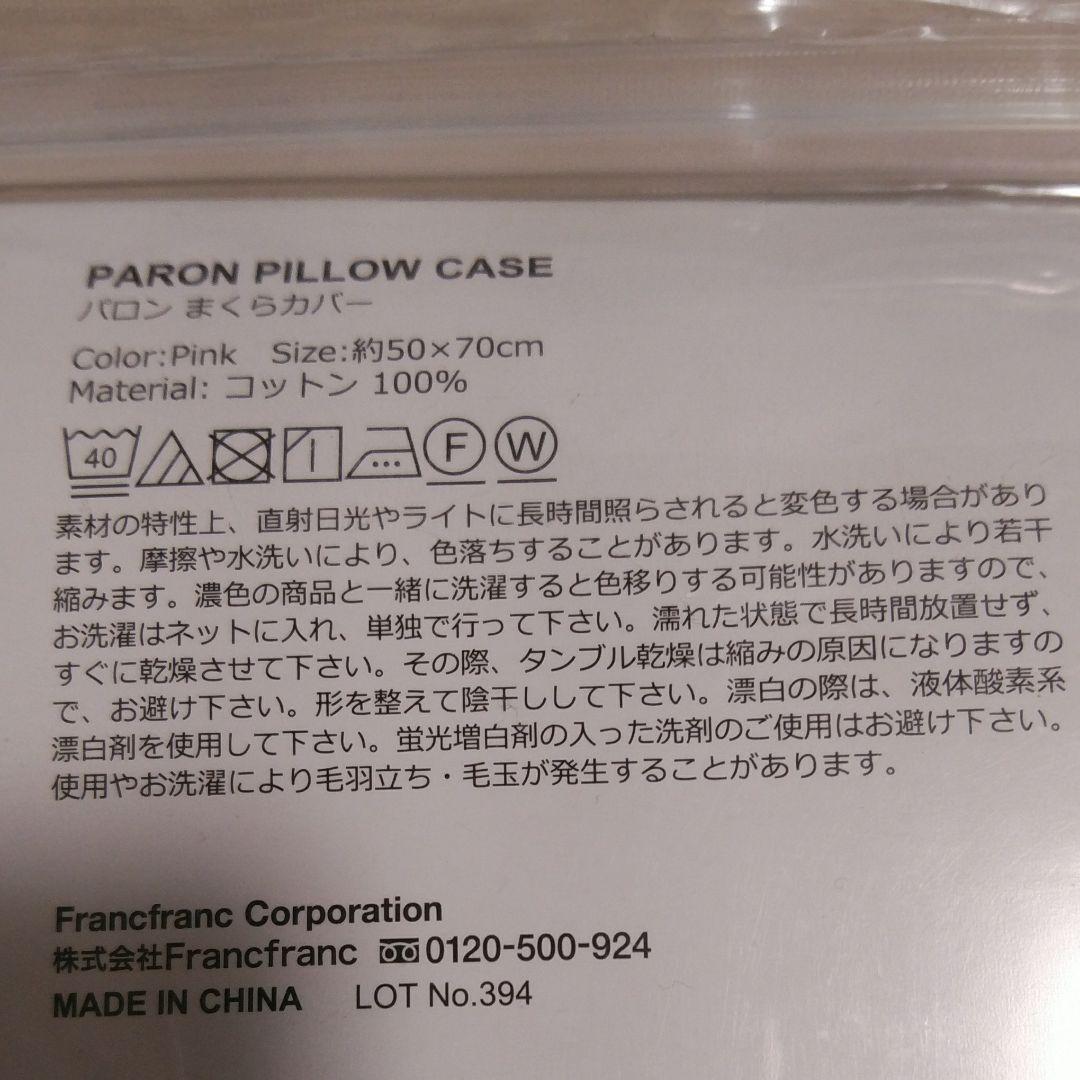 PARON PILLOW CASE
パロン まくらカバー
Color:Pink Size:約50×70cm
Material: コットン 100%
40 F W
素材の特性上、直射日光やライトに長時間照らされると変色する場合があり
ます。摩擦や水洗いにより、色落ちすることがあります。水洗いにより若干
縮みます。濃色の商品と一緒に洗濯すると色移りする可能性がありますので、
お洗濯はネットに入れ、単独で行って下さい。濡れた状態で長時間放置せず、
すぐに乾燥させて下さい。その際、タンブル乾燥は縮みの原因になりますの
で、お避け下さい。形を整えて陰干しして下さい。漂白の際は、液体酸素系
漂白剤を使用して下さい。蛍光増白剤の入った洗剤のご使用はお避け下さい。
使用やお洗濯により毛羽立ち・毛玉が発生することがあります。
Francfranc Corporation
株式会社Francfranc 0120-500-924
MADE IN CHINA LOT No.394